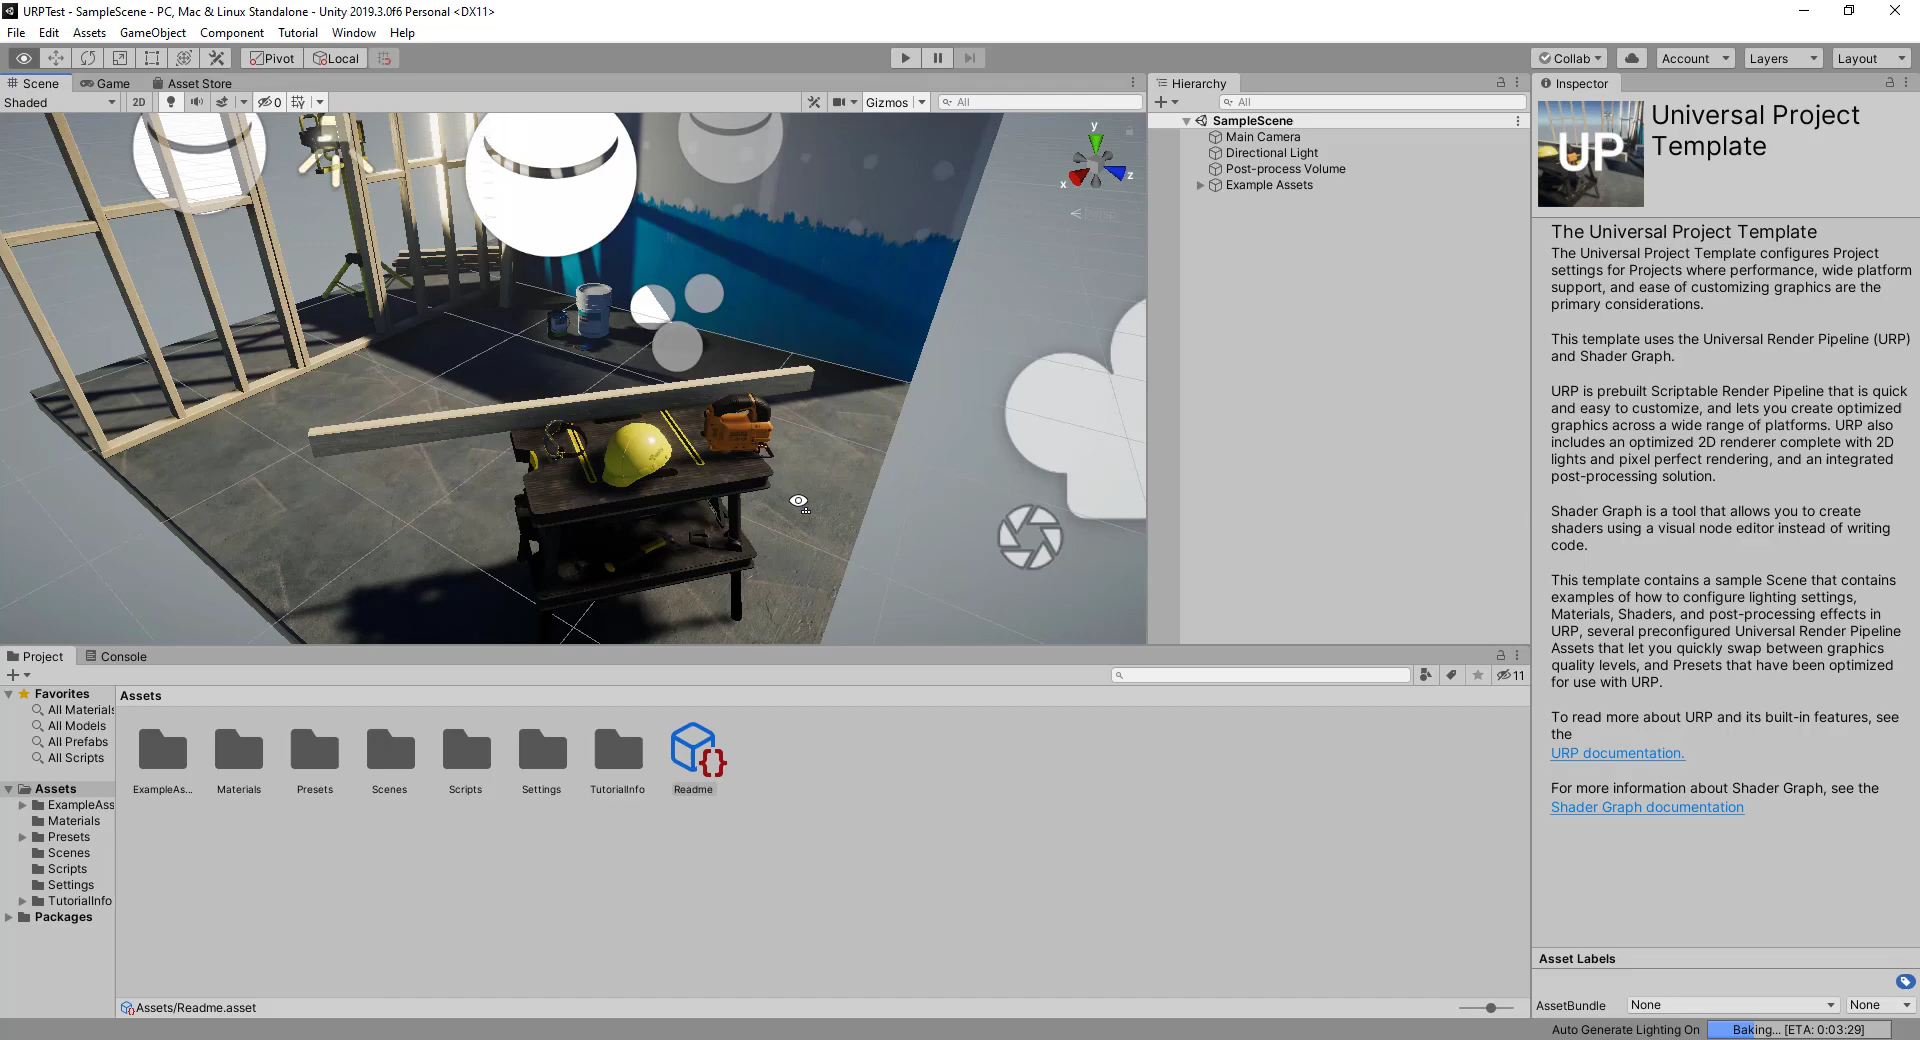 URPTest - SampleScene - PC, Mac & Linux Standalone - Unity 2019.3.0f6 Personal <DX11>
File Edit Assets GameObject Component Tutorial Window Help
Pivot Local Collab Account Layers Layout
Scene Game Asset Store
Shaded 2D 0 Gizmos All
Hierarchy
All
SampleScene
Main Camera
Directional Light
Post-process Volume
Example Assets
y
x
z
Persp
Inspector
UP
Universal Project
Template
The Universal Project Template
The Universal Project Template configures Project
settings for Projects where performance, wide platform
support, and ease of customizing graphics are the
primary considerations.
This template uses the Universal Render Pipeline (URP)
and Shader Graph.
URP is prebuilt Scriptable Render Pipeline that is quick
and easy to customize, and lets you create optimized
graphics across a wide range of platforms. URP also
includes an optimized 2D renderer complete with 2D
lights and pixel perfect rendering, and an integrated
post-processing solution.
Shader Graph is a tool that allows you to create
shaders using a visual node editor instead of writing
code.
This template contains a sample Scene that contains
examples of how to configure lighting settings,
Materials, Shaders, and post-processing effects in
URP, several preconfigured Universal Render Pipeline
Assets that let you quickly swap between graphics
quality levels, and Presets that have been optimized
for use with URP.
To read more about URP and its built-in features, see
the
URP documentation.
For more information about Shader Graph, see the
Shader Graph documentation
Asset Labels
AssetBundle None None
Project Console
11
Favorites
All Materials
All Models
All Prefabs
All Scripts
Assets
ExampleAss
Materials
Presets
Scenes
Scripts
Settings
TutorialInfo
Packages
Assets
ExampleAs... Materials Presets Scenes Scripts Settings TutorialInfo Readme
Assets/Readme.asset
Auto Generate Lighting On Baking... [ETA: 0:03:29]